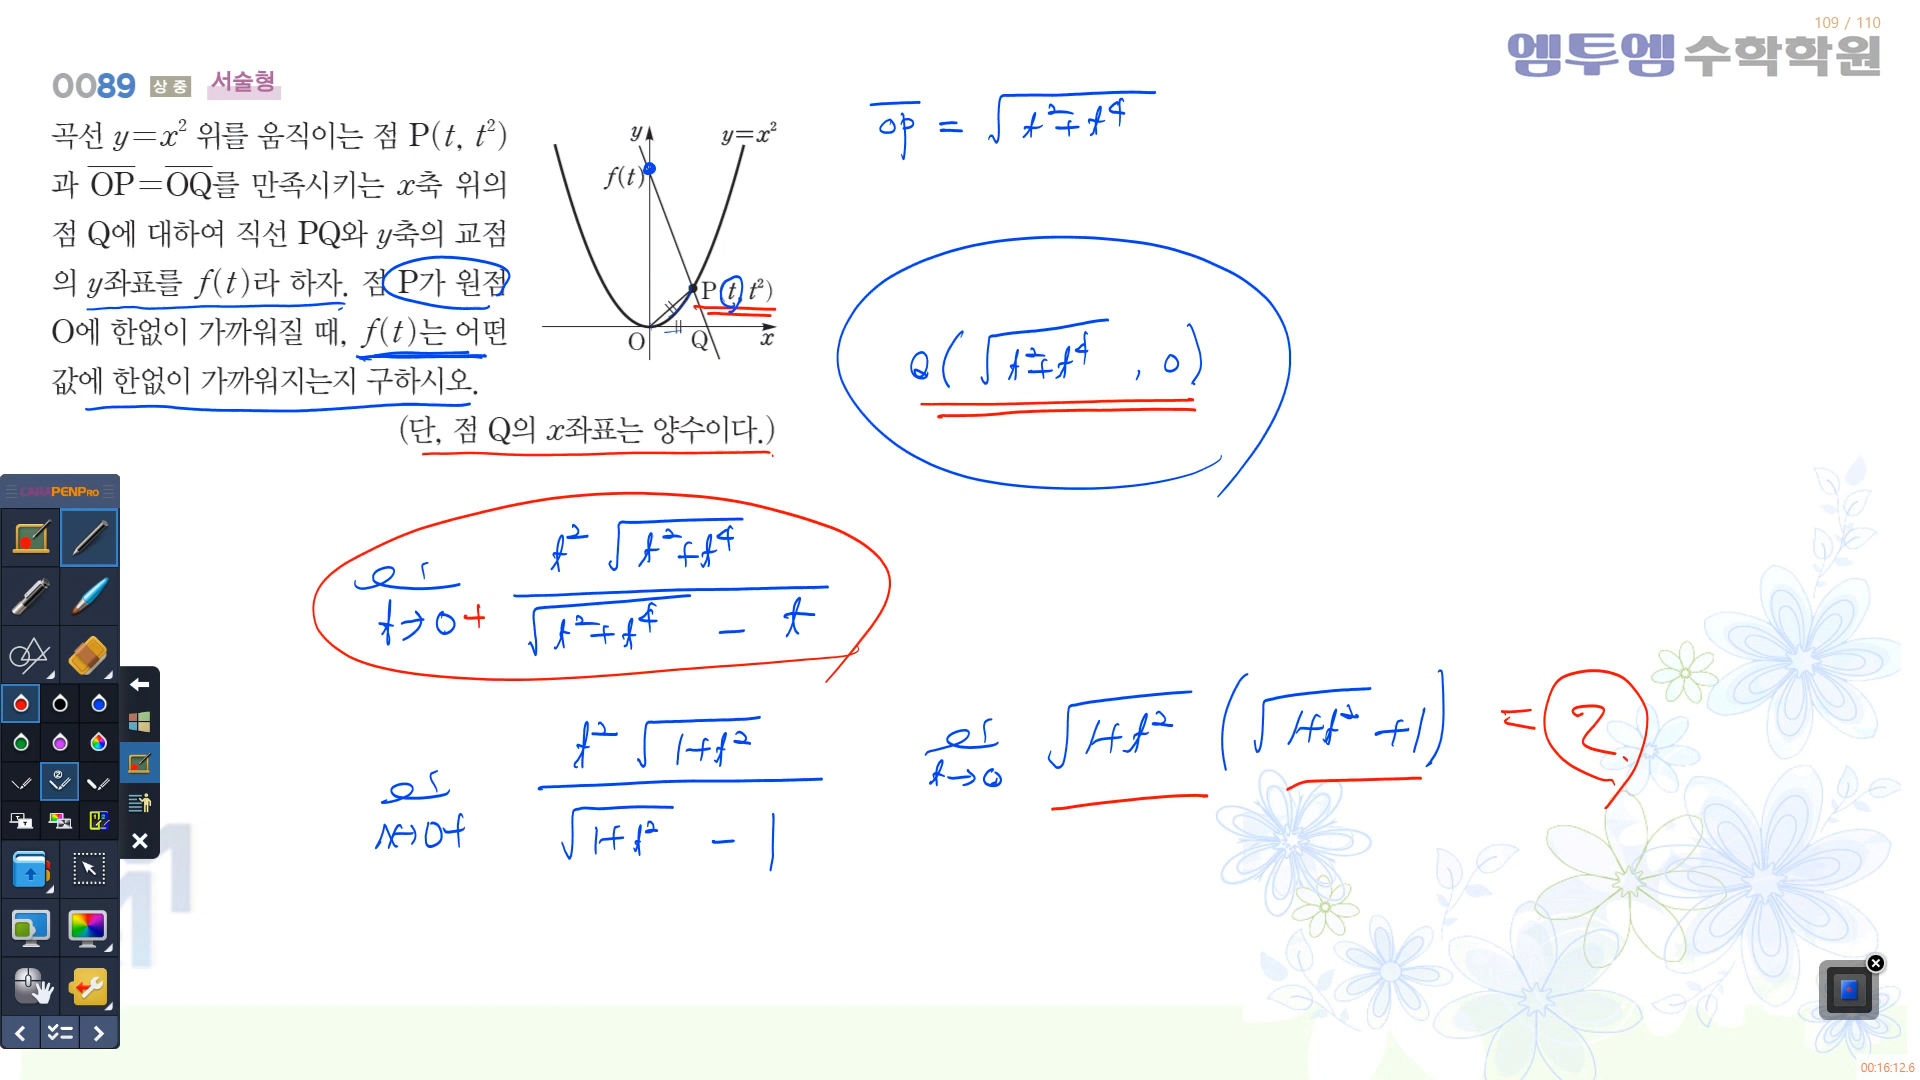 109 / 110
엠투엠 수학학원
0089 상 중 서술형
곡선 y=x² 위를 움직이는 점 P(t, t²)
과 \overline{OP}=\overline{OQ}를 만족시키는 x축 위의
점 Q에 대하여 직선 PQ와 y축의 교점
의 y좌표를 f(t)라 하자. 점 P가 원점
O에 한없이 가까워질 때, f(t)는 어떤
값에 한없이 가까워지는지 구하시오.
(단, 점 Q의 x좌표는 양수이다.)
y
y=x²
f(t)
P(t, t²)
O
Q
x
\overline{OP} = √(t²+t⁴)
Q(√(t²+t⁴), 0)
t→0+ t²√(t²+t⁴) / (√(t²+t⁴) - t)
x→0+ t²√(1+t²) / (√(1+t²) - 1)
t→0 √(1+t²) (√(1+t²) +1) = 2
CARAPENPRO
00:16:12.6